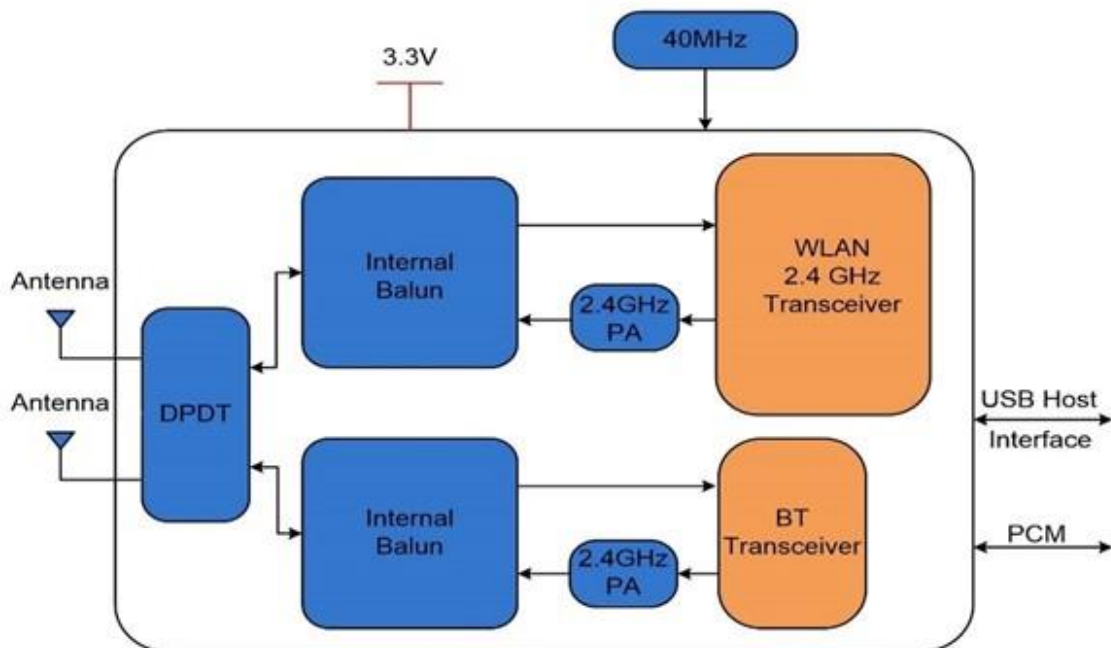 40MHz
3.3V
Internal
Balun
WLAN
2.4 GHz
Transceiver
2.4GHz
PA
Antenna
Antenna
DPDT
USB Host
Interface
Internal
Balun
BT
Transceiver
2.4GHz
PA
PCM